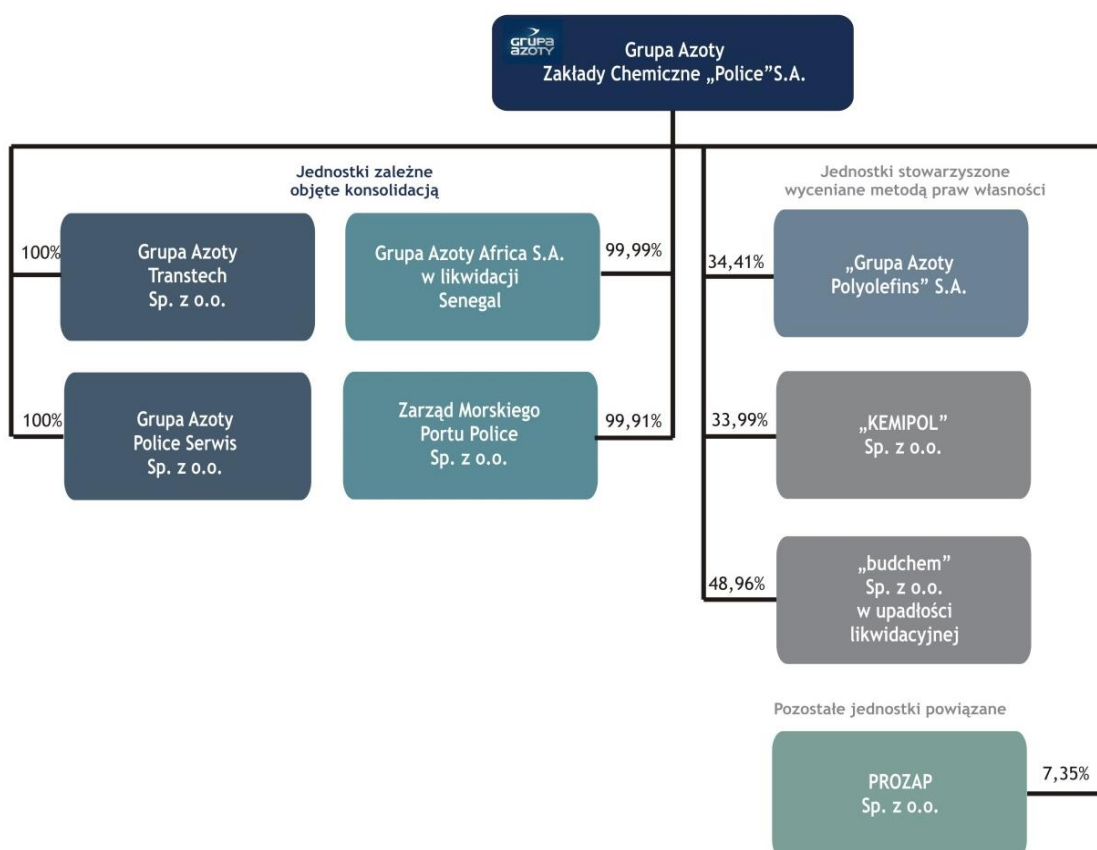 GRUPA
AZOTY
Grupa Azoty
Zakłady Chemiczne „Police”S.A.
Jednostki zależne
objęte konsolidacją
Jednostki stowarzyszone
wyceniane metodą praw własności
100%
Grupa Azoty
Transtech
Sp. z o.o.
Grupa Azoty Africa S.A.
w likwidacji
Senegal
99,99%
34,41%
„Grupa Azoty
Polyolefins” S.A.
100%
Grupa Azoty
Police Serwis
Sp. z o.o.
Zarząd Morskiego
Portu Police
Sp. z o.o.
99,91%
33,99%
„KEMIPOL”
Sp. z o.o.
48,96%
„budchem”
Sp. z o.o.
w upadłości
likwidacyjnej
Pozostałe jednostki powiązane
PROZAP
Sp. z o.o.
7,35%